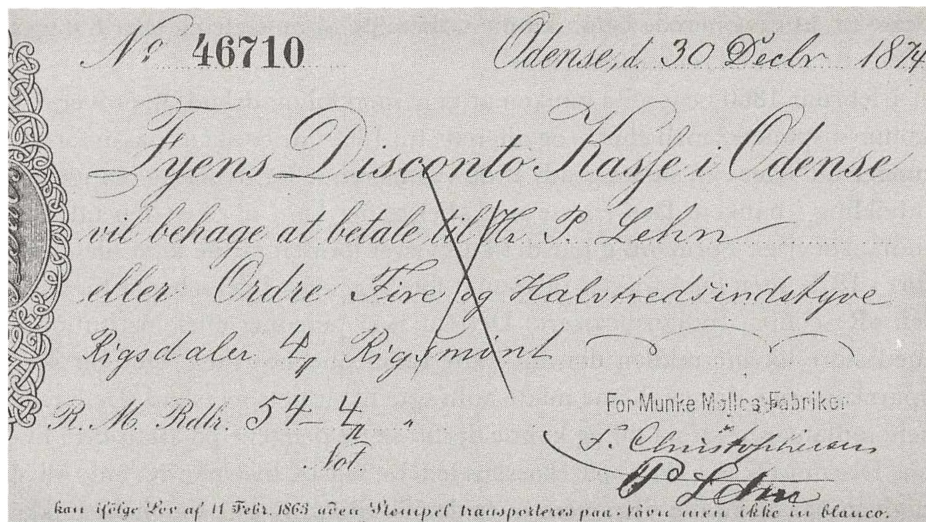 No. 46710 Odense, d. 30 Decbr 1874
Fyens Disconto Kasse i Odense
vil behage at betale til Hr P. Lehn
eller Ordre Fire og Halvtredsindstyve
Rigsdaler 4 Rigsmønt
R. M. Rdlr. 54 - 4
Not.
For Munke Mølles Fabriker
F. Christophersen
P Lehn
kan ifølge Lov af 11 Febr. 1863 uden Stempel transporteres paa Navn men ikke in blanco.